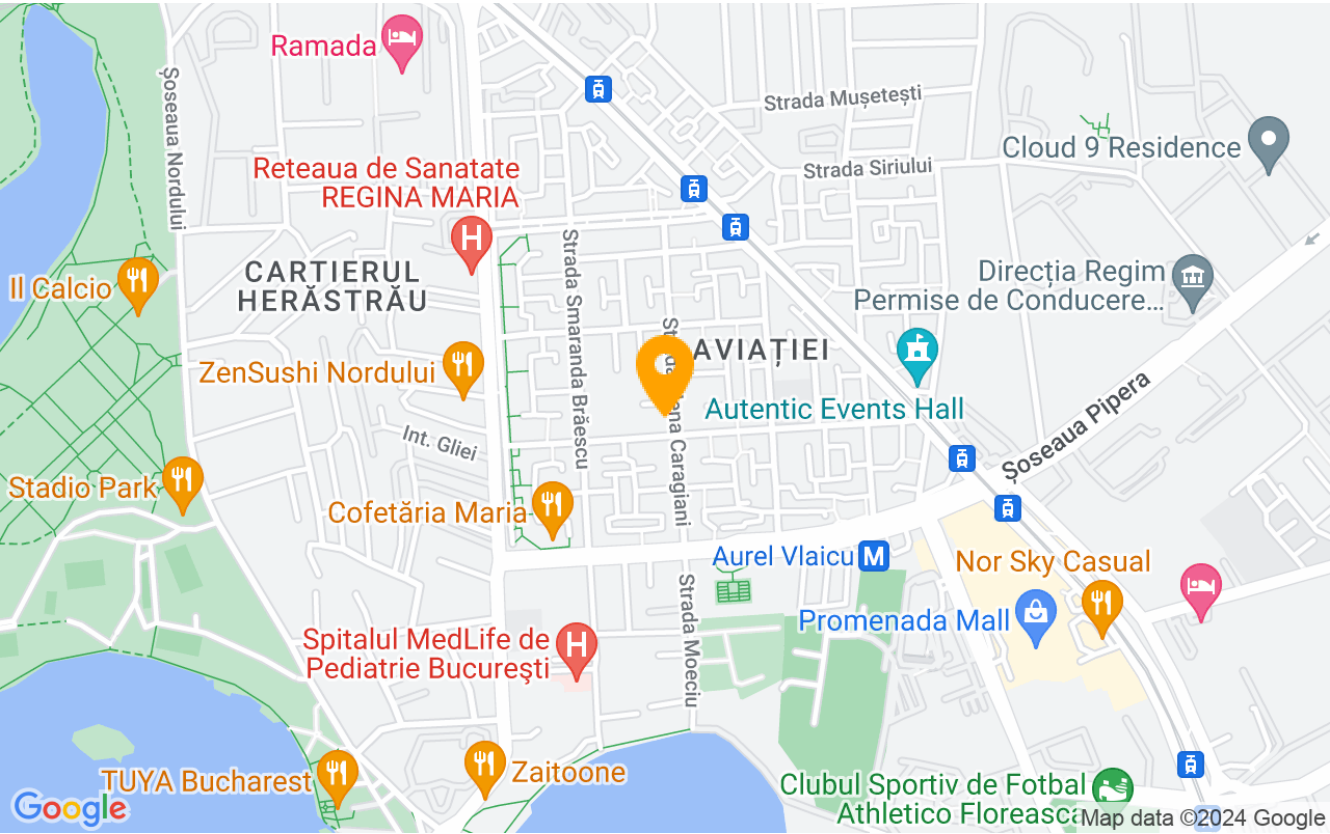 Ramada
Șoseaua Nordului
Strada Mușetești
Cloud 9 Residence
Strada Siriului
Reteaua de Sanatate
REGINA MARIA
H
CARTIERUL
HERĂSTRĂU
Strada Smaranda Brăescu
Il Calcio
Direcția Regim
Permise de Conducere...
AVIAȚIEI
ZenSushi Nordului
Autentic Events Hall
Șoseaua Pipera
Int. Gliei
Caragiani
Stadio Park
Cofetăria Maria
Aurel Vlaicu M
Nor Sky Casual
Strada Moeciu
Promenada Mall
Spitalul MedLife de
Pediatrie Bucureşti
H
TUYA Bucharest
Zaitoone
Clubul Sportiv de Fotbal
Athletico Floreasca
Google
Map data ©2024 Google